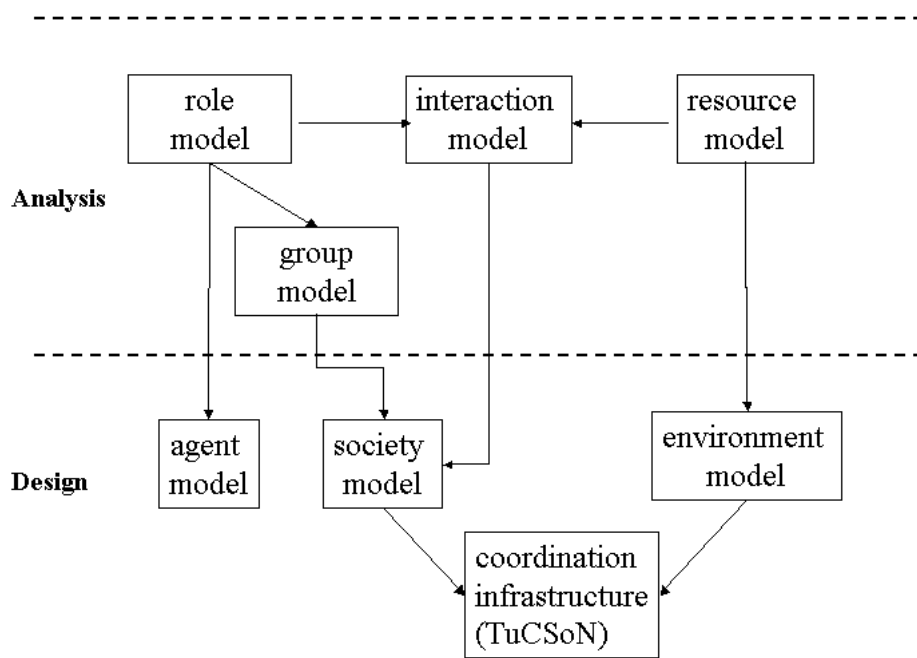 role
model
interaction
model
resource
model
Analysis
group
model
agent
model
society
model
environment
model
Design
coordination
infrastructure
(TuCSoN)